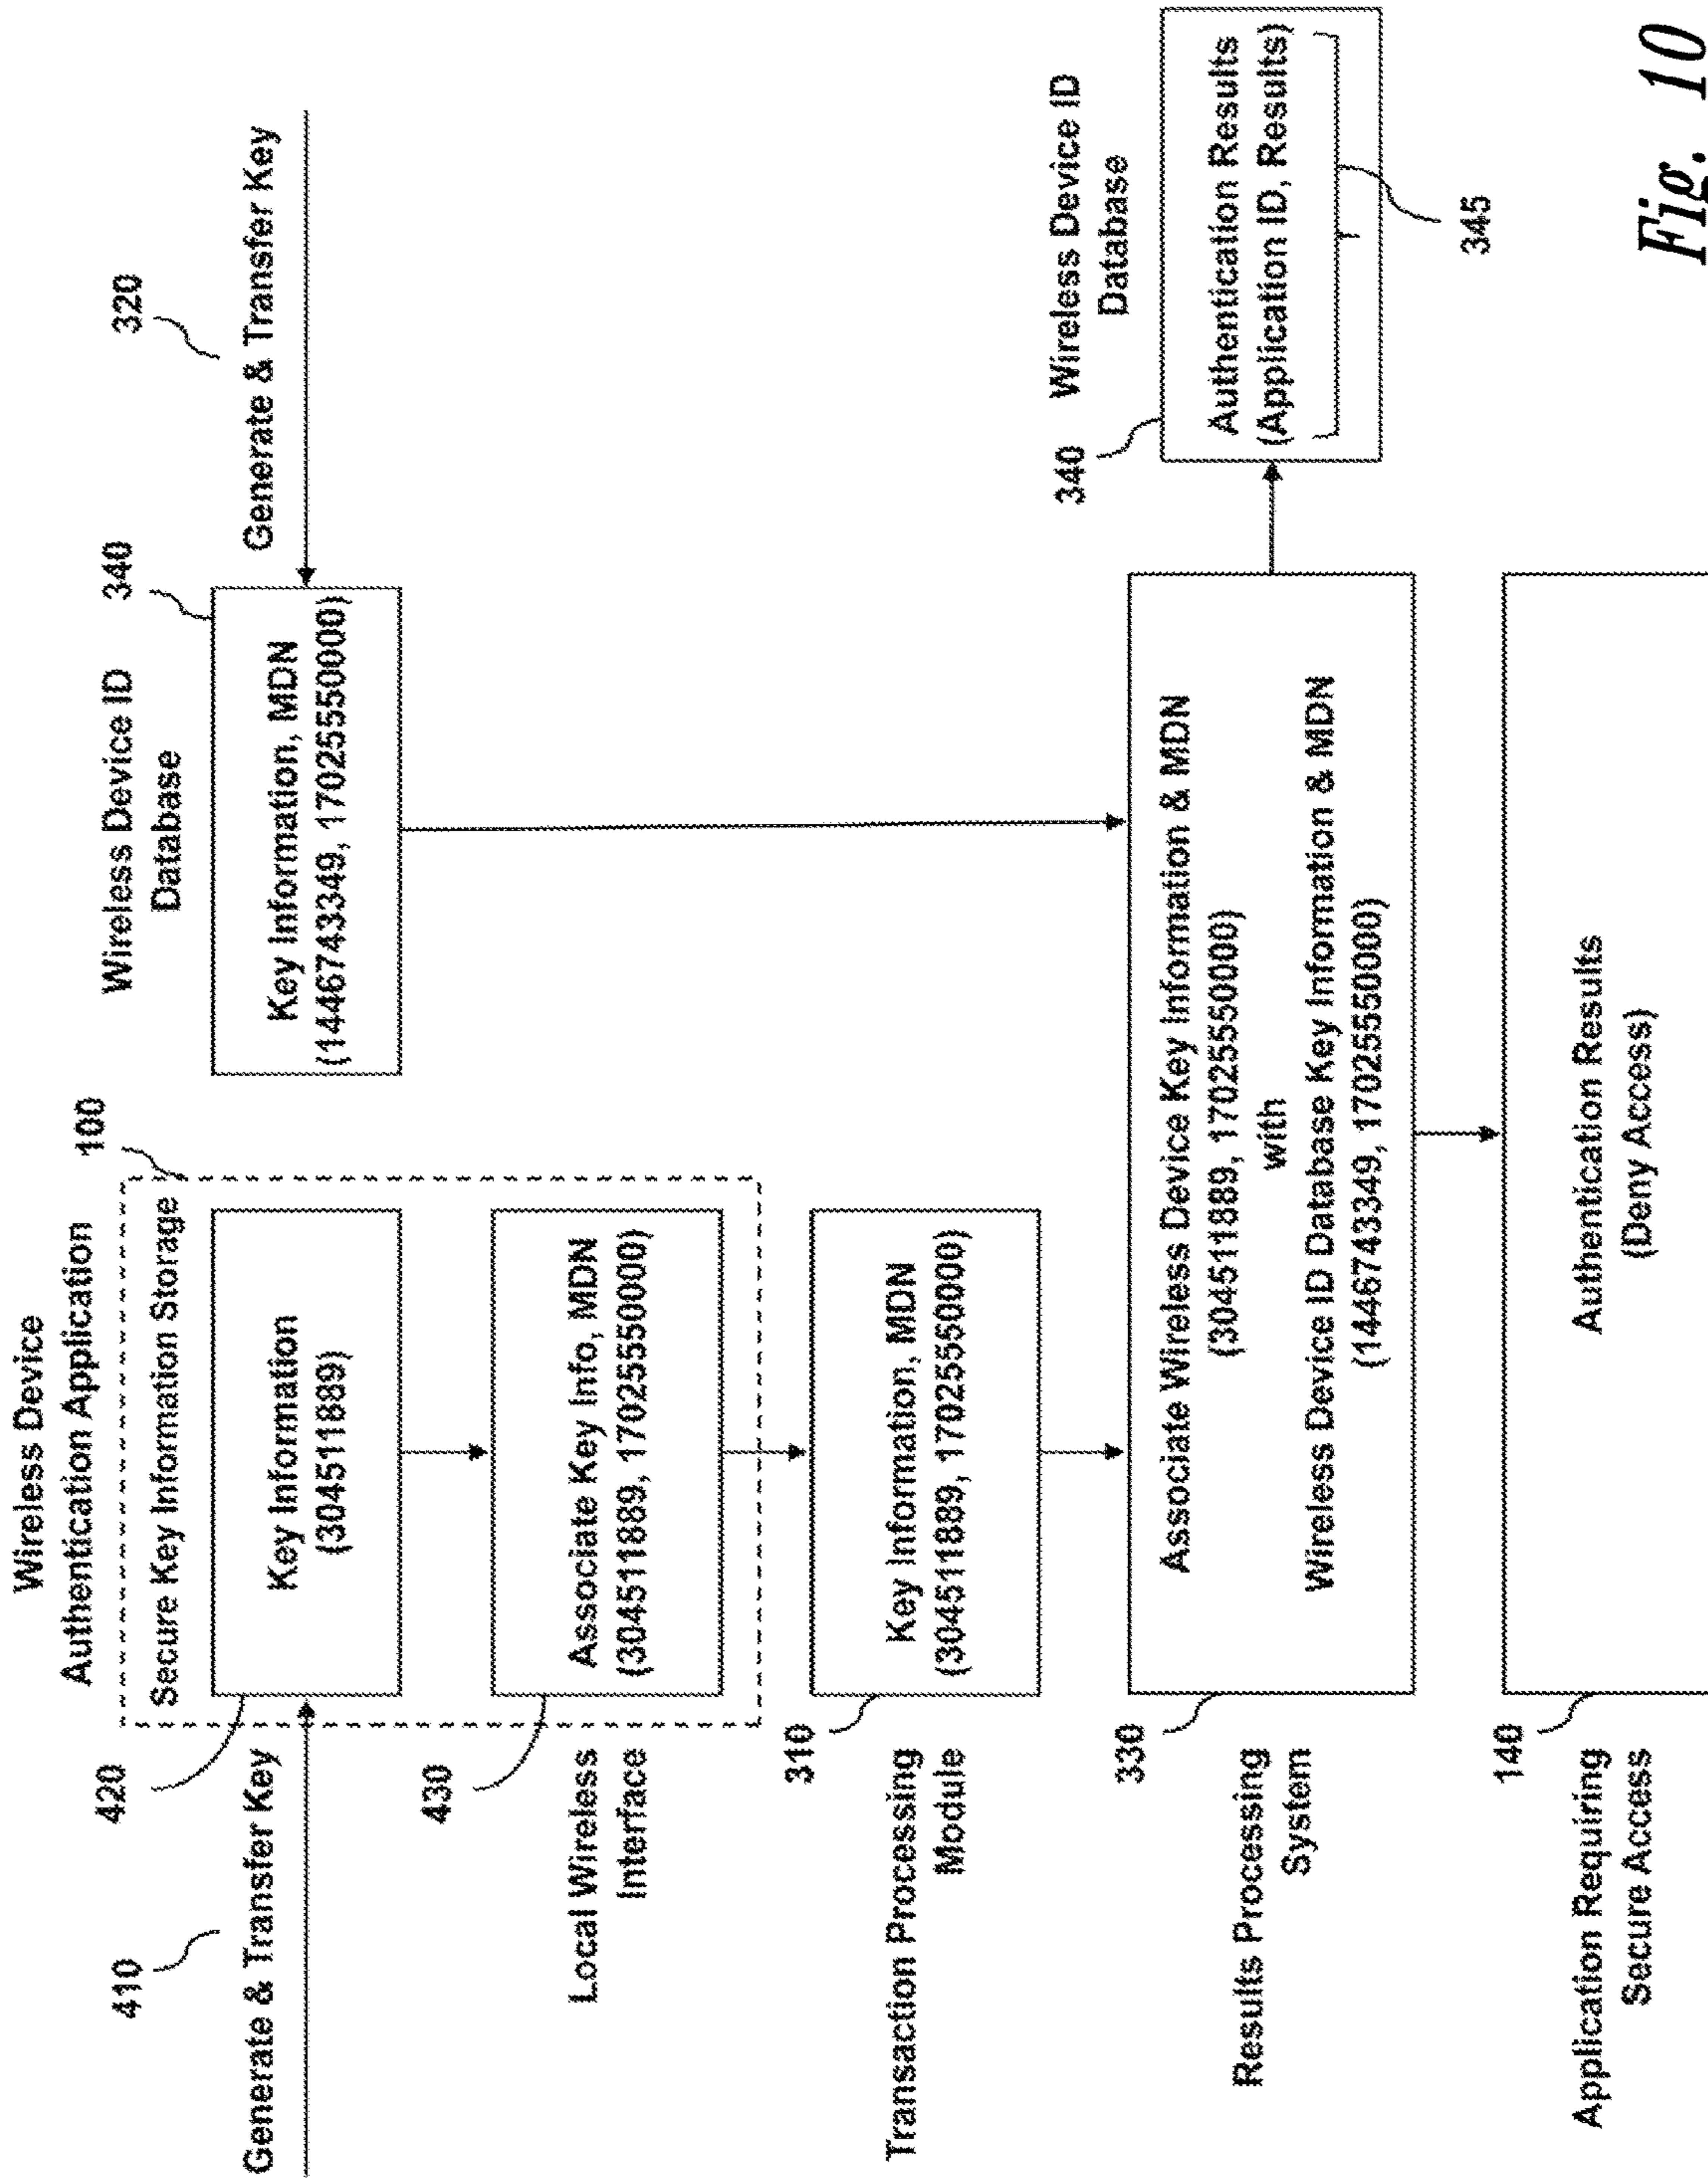 Wireless Device
Authentication Application
100
Secure Key Information Storage
410
Generate & Transfer Key
420
Key Information
(304511889)
Wireless Device ID
Database
340
Key Information, MDN
(1446743349, 17025550000)
320
Generate & Transfer Key
Local Wireless
Interface
430
Associate Key Info, MDN
(304511889, 17025550000)
Transaction Processing
Module
310
Key Information, MDN
(304511889, 17025550000)
Results Processing
System
330
Associate Wireless Device Key Information & MDN
(304511889, 17025550000)
with
Wireless Device ID Database Key Information & MDN
(1446743349, 17025550000)
340
Wireless Device ID
Database
Authentication Results
(Application ID, Results)
345
Application Requiring
Secure Access
140
Authentication Results
(Deny Access)
Fig. 10